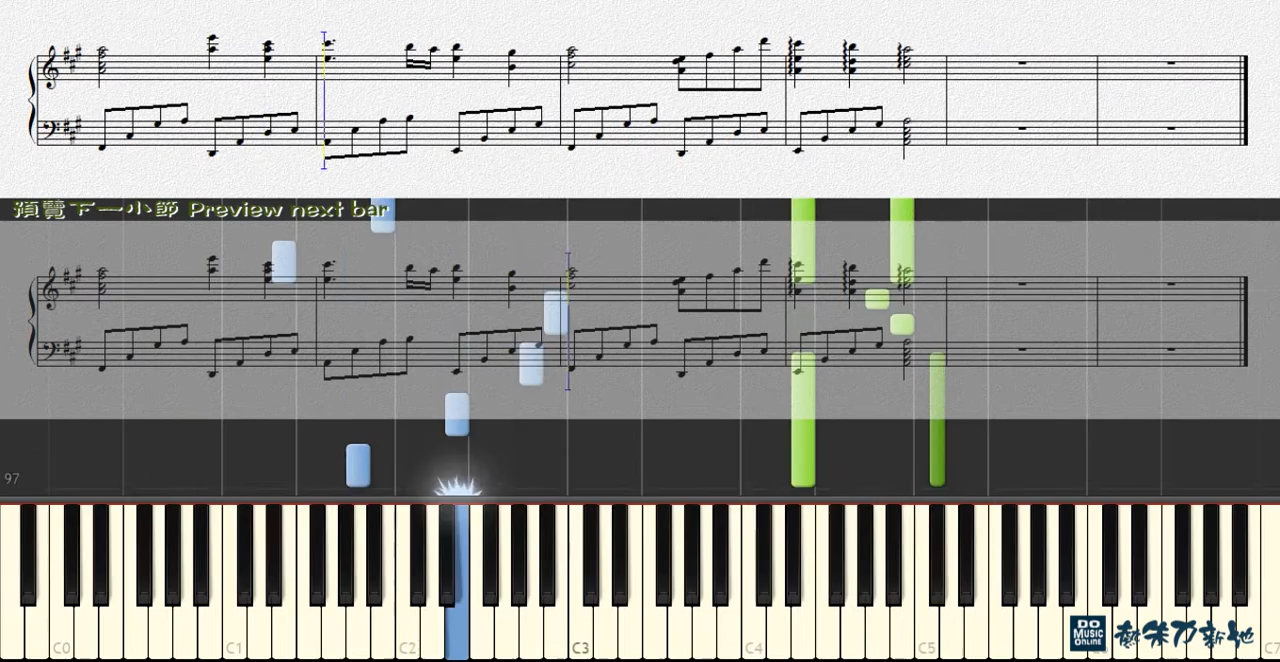 預覽下一小節 Preview next bar
97
C0 C1 C2 C3 C4 C5 C7
DO
MUSIC
ONLINE